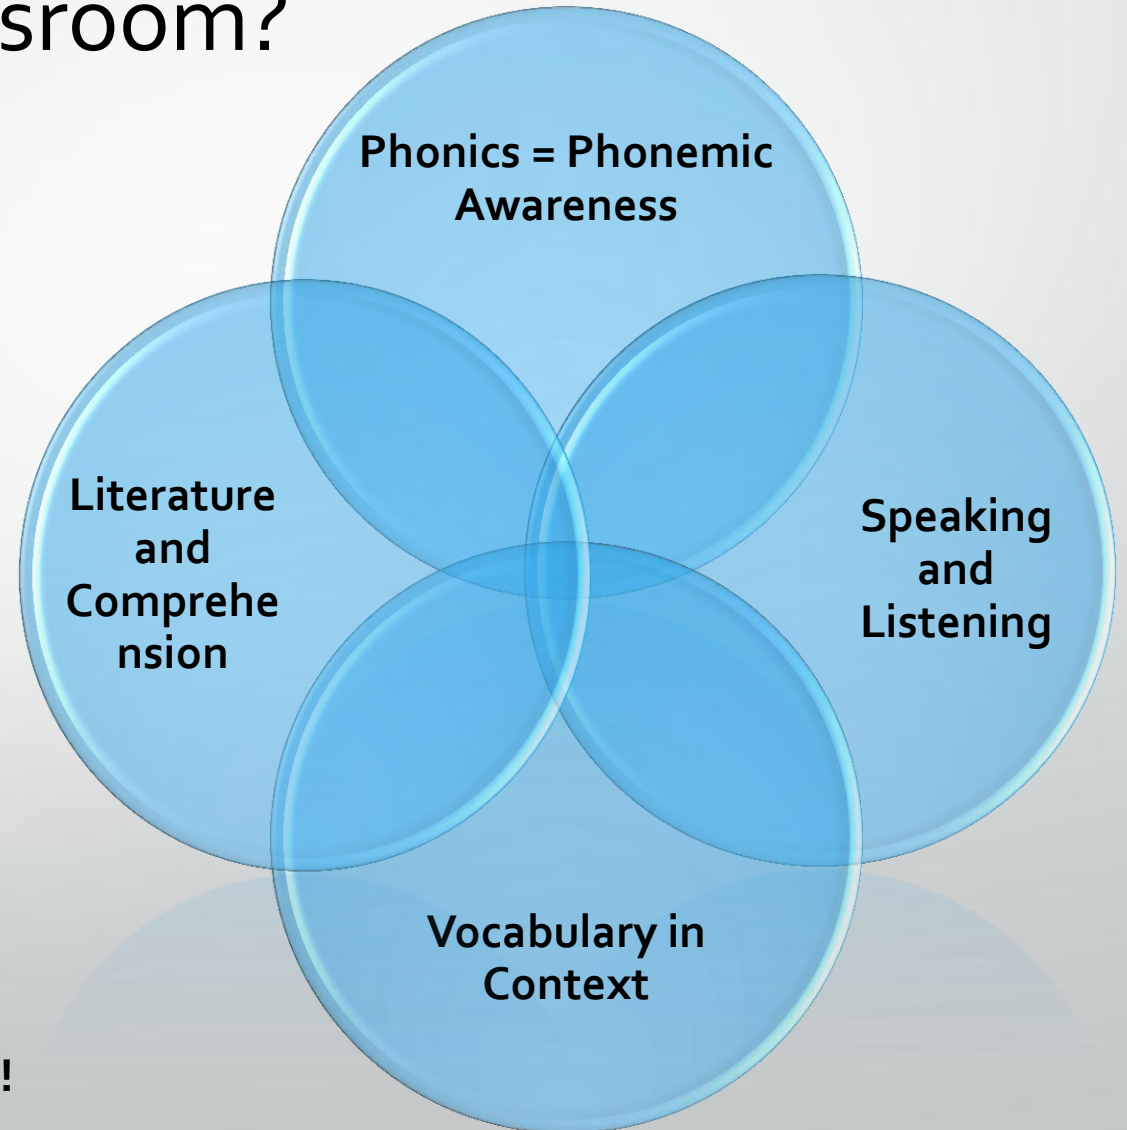 sroom?
Phonics = Phonemic
Awareness
Literature
and
Comprehe
nsion
Speaking
and
Listening
Vocabulary in
Context
!